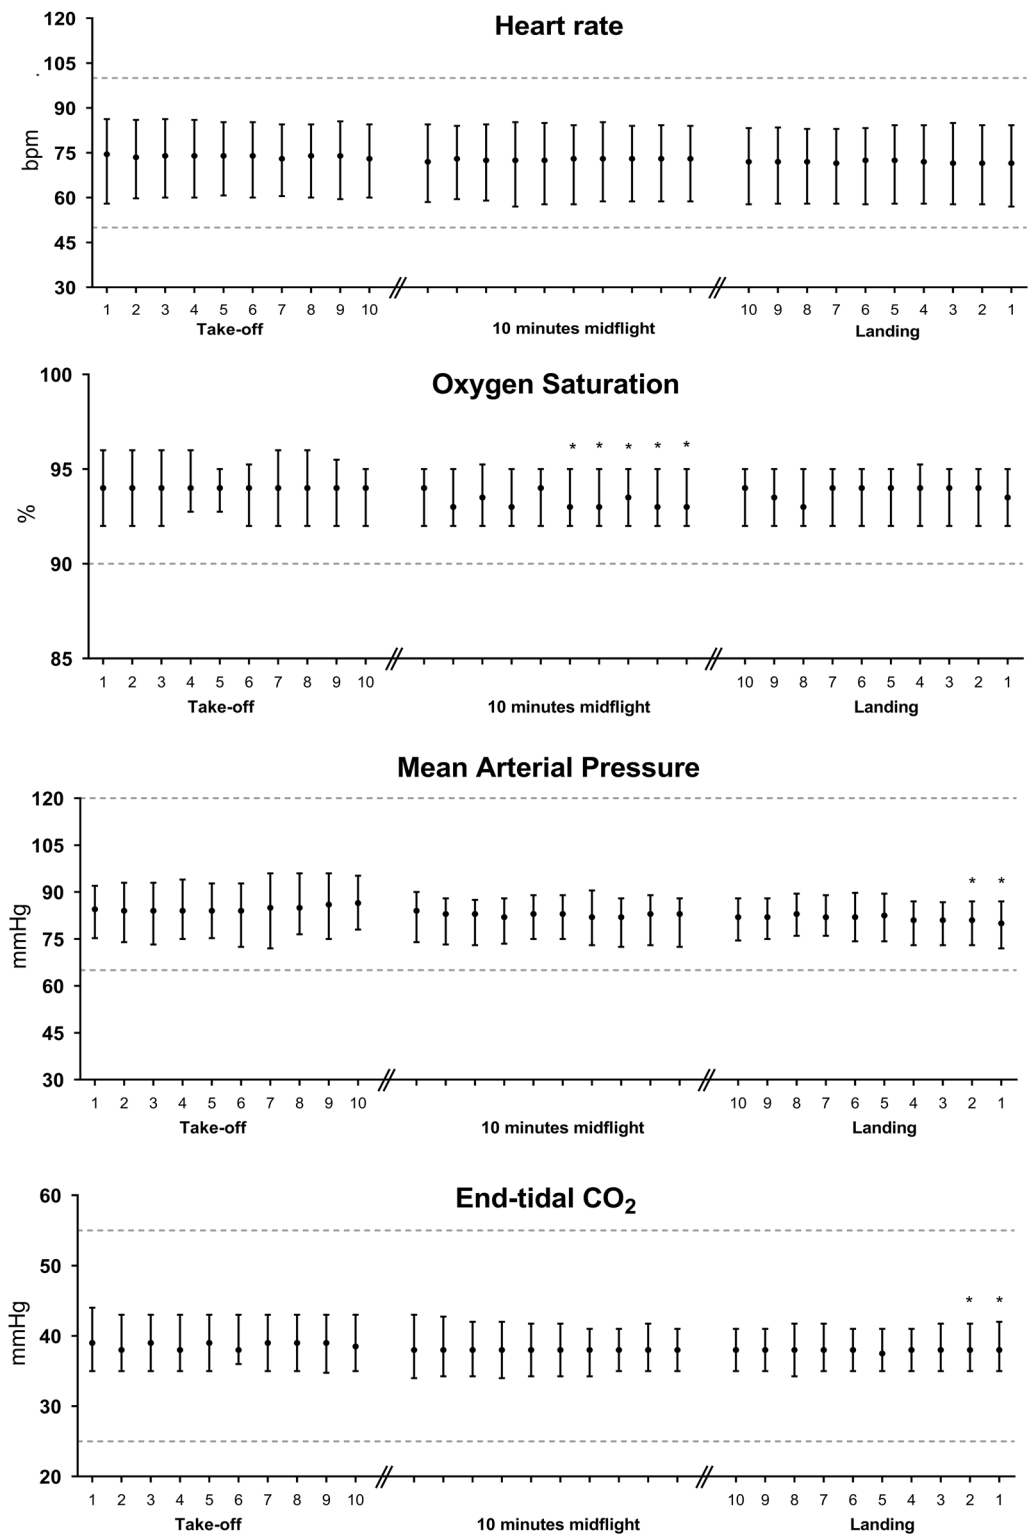 Heart rate
120
105
90
75
60
45
30
bpm
1 2 3 4 5 6 7 8 9 10 10 9 8 7 6 5 4 3 2 1
Take-off 10 minutes midflight Landing
Oxygen Saturation
100
95
90
85
%
* * * * *
1 2 3 4 5 6 7 8 9 10 10 9 8 7 6 5 4 3 2 1
Take-off 10 minutes midflight Landing
Mean Arterial Pressure
120
105
90
75
60
45
30
mmHg
* *
1 2 3 4 5 6 7 8 9 10 10 9 8 7 6 5 4 3 2 1
Take-off 10 minutes midflight Landing
End-tidal CO₂
60
50
40
30
20
mmHg
* *
1 2 3 4 5 6 7 8 9 10 10 9 8 7 6 5 4 3 2 1
Take-off 10 minutes midflight Landing